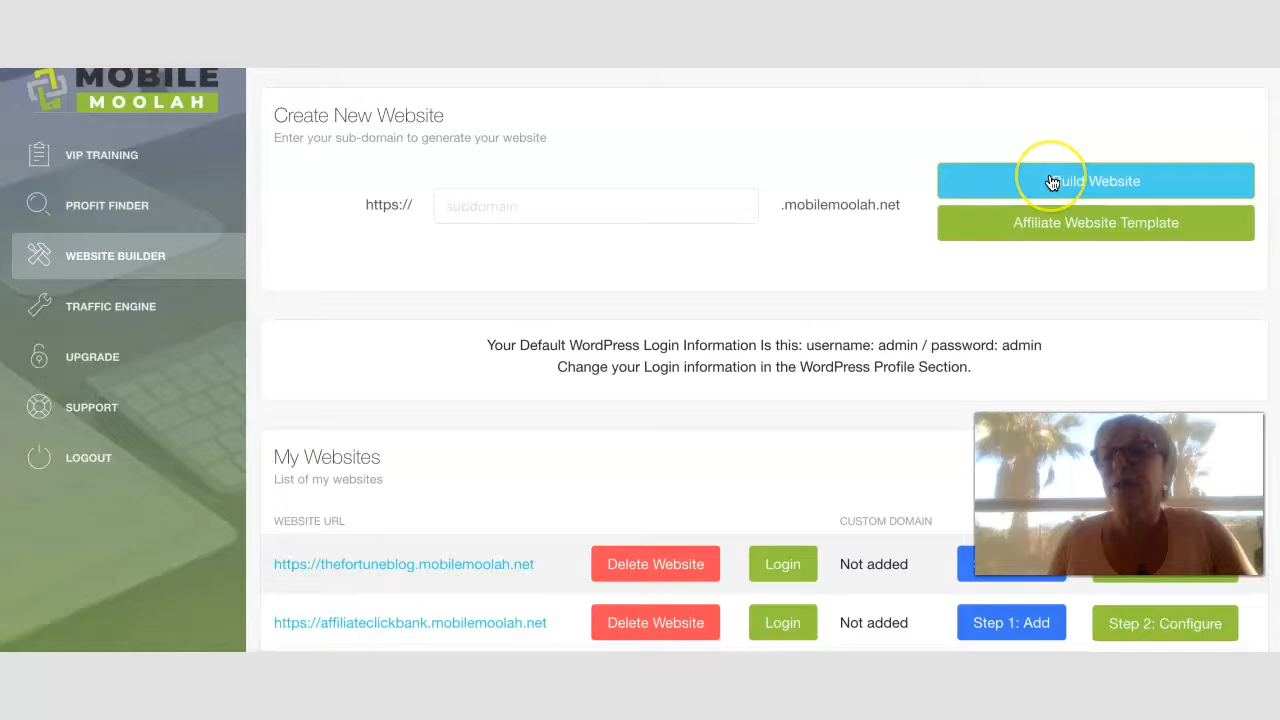 MOBILE
MOOLAH
VIP TRAINING
PROFIT FINDER
WEBSITE BUILDER
TRAFFIC ENGINE
UPGRADE
SUPPORT
LOGOUT
Create New Website
Enter your sub-domain to generate your website
https://
subdomain
.mobilemoolah.net
Build Website
Affiliate Website Template
Your Default WordPress Login Information Is this: username: admin / password: admin
Change your Login information in the WordPress Profile Section.
My Websites
List of my websites
WEBSITE URL
CUSTOM DOMAIN
https://thefortuneblog.mobilemoolah.net
Delete Website
Login
Not added
https://affiliateclickbank.mobilemoolah.net
Delete Website
Login
Not added
Step 1: Add
Step 2: Configure